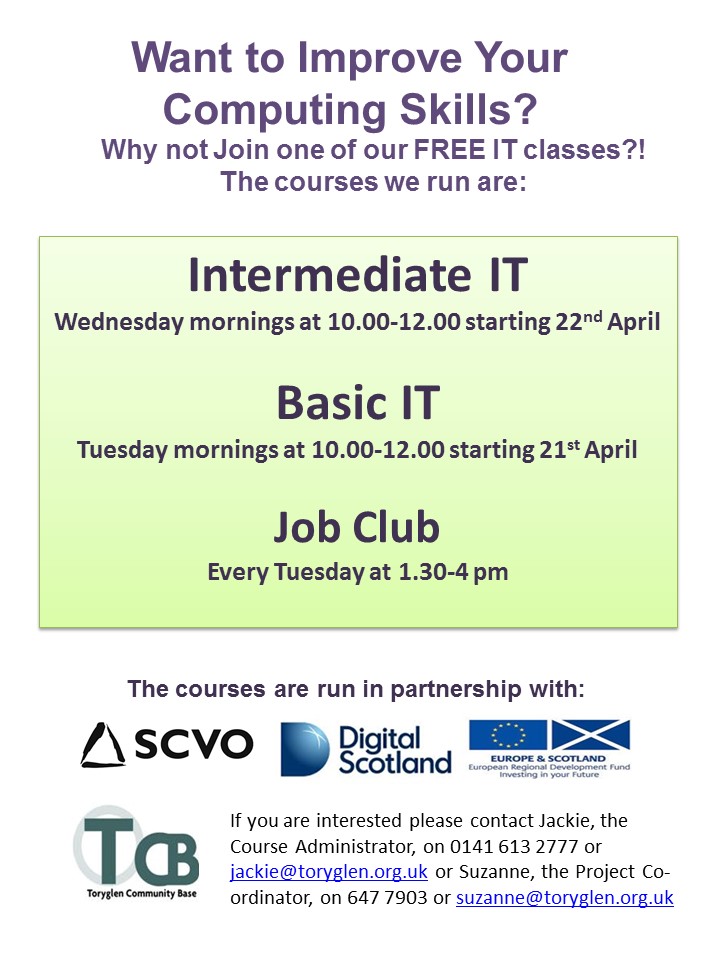 Want to Improve Your
Computing Skills?
Why not Join one of our FREE IT classes?!
The courses we run are:
Intermediate IT
Wednesday mornings at 10.00-12.00 starting 22nd April
Basic IT
Tuesday mornings at 10.00-12.00 starting 21st April
Job Club
Every Tuesday at 1.30-4 pm
The courses are run in partnership with:
SCVO
Digital
Scotland
EUROPE & SCOTLAND
European Regional Development Fund
Investing in your Future
TCB
Toryglen Community Base
If you are interested please contact Jackie, the
Course Administrator, on 0141 613 2777 or
jackie@toryglen.org.uk or Suzanne, the Project Co-
ordinator, on 647 7903 or suzanne@toryglen.org.uk